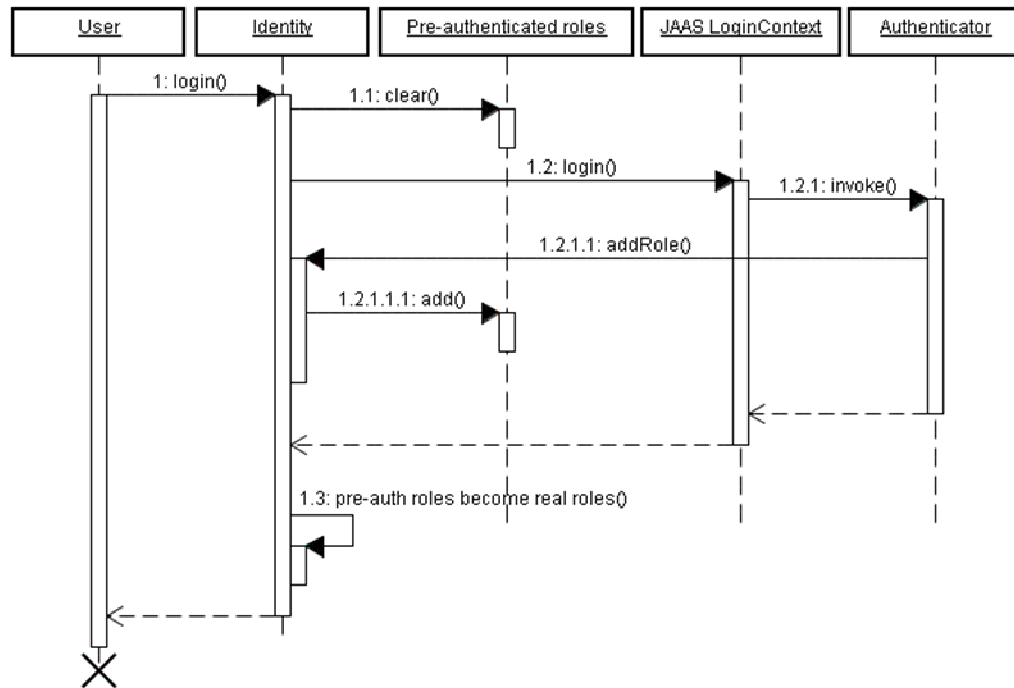 User
Identity
Pre-authenticated roles
JAAS LoginContext
Authenticator
1: login()
1.1: clear()
1.2: login()
1.2.1: invoke()
1.2.1.1: addRole()
1.2.1.1.1: add()
1.3: pre-auth roles become real roles()